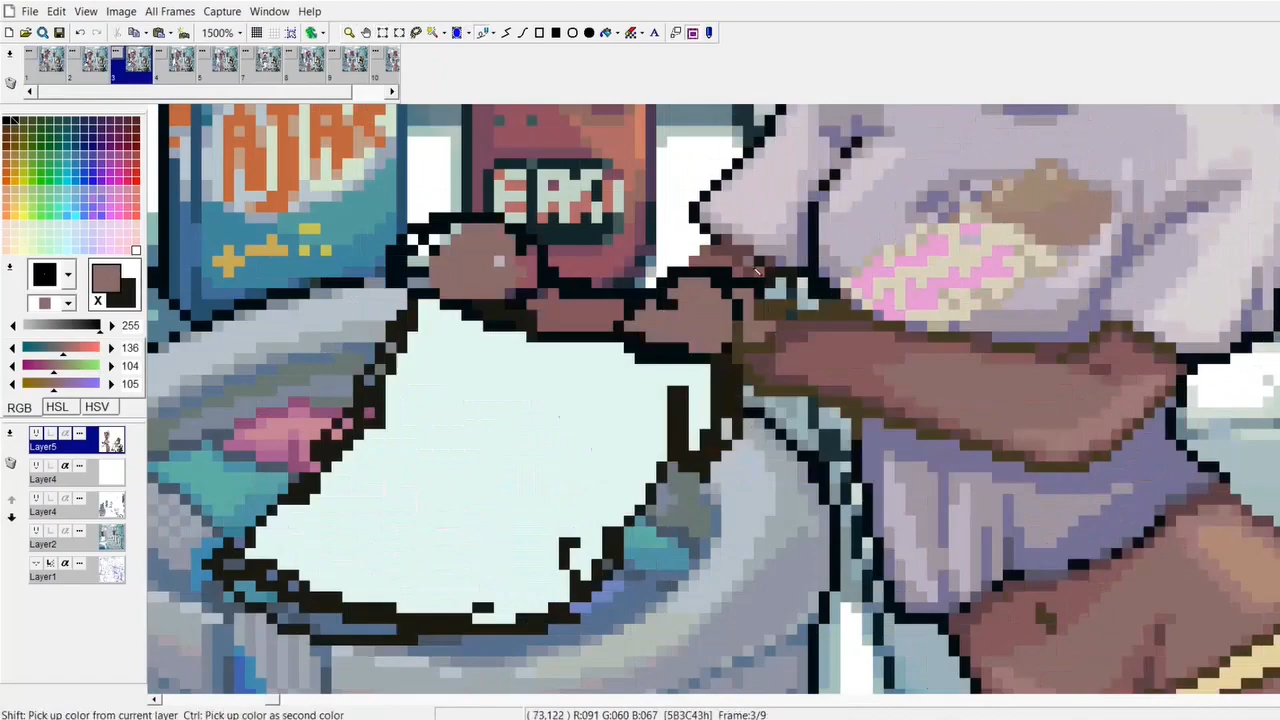 File Edit View Image All Frames Capture Window Help
1500%
1 2 3 4 5 7 8 9 10
255
136
104
105
RGB HSL HSV
Layer5
Layer4
Layer4
Layer2
Layer1
Shift: Pick up color from current layer Ctrl: Pick up color as second color
( 73,122 ) R:091 G:060 B:067 [5B3C43h] Frame:3/9